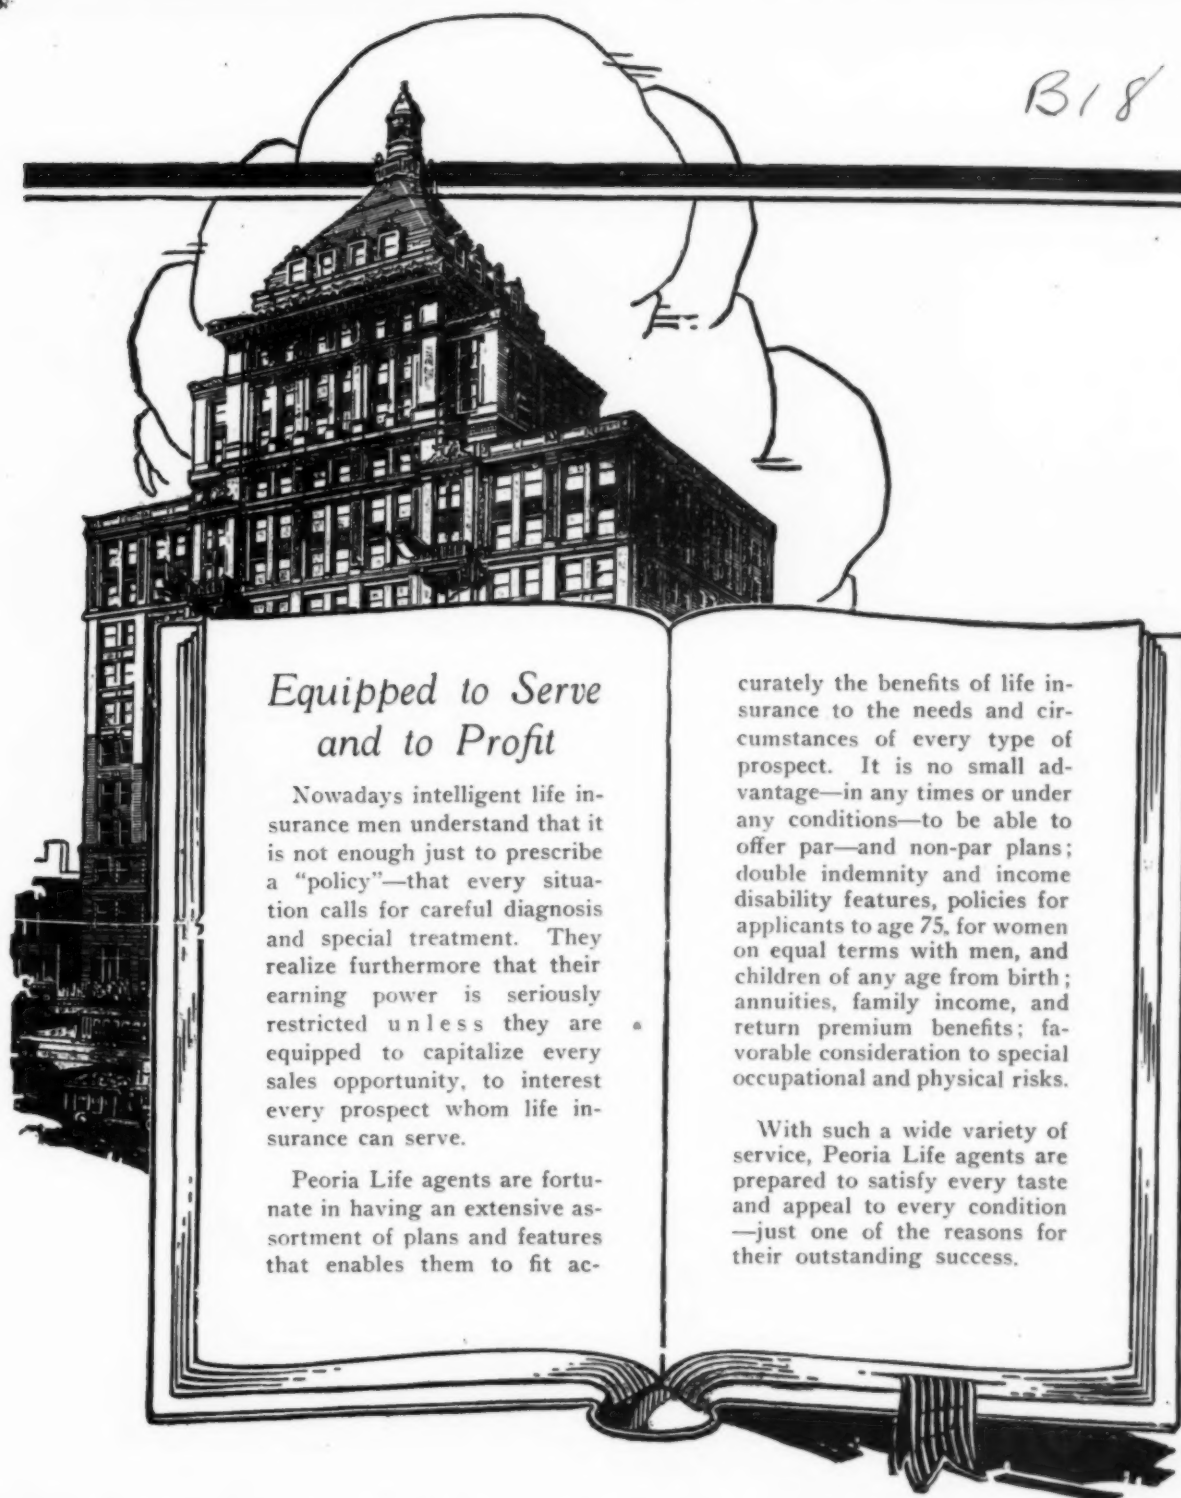 B18
Equipped to Serve
and to Profit
Nowadays intelligent life in-
surance men understand that it
is not enough just to prescribe
a “policy”—that every situa-
tion calls for careful diagnosis
and special treatment. They
realize furthermore that their
earning power is seriously
restricted unless they are
equipped to capitalize every
sales opportunity, to interest
every prospect whom life in-
surance can serve.
Peoria Life agents are fortu-
nate in having an extensive as-
sortment of plans and features
that enables them to fit ac-
curately the benefits of life in-
surance to the needs and cir-
cumstances of every type of
prospect. It is no small ad-
vantage—in any times or under
any conditions—to be able to
offer par—and non-par plans;
double indemnity and income
disability features, policies for
applicants to age 75, for women
on equal terms with men, and
children of any age from birth;
annuities, family income, and
return premium benefits; fa-
vorable consideration to special
occupational and physical risks.
With such a wide variety of
service, Peoria Life agents are
prepared to satisfy every taste
and appeal to every condition
—just one of the reasons for
their outstanding success.